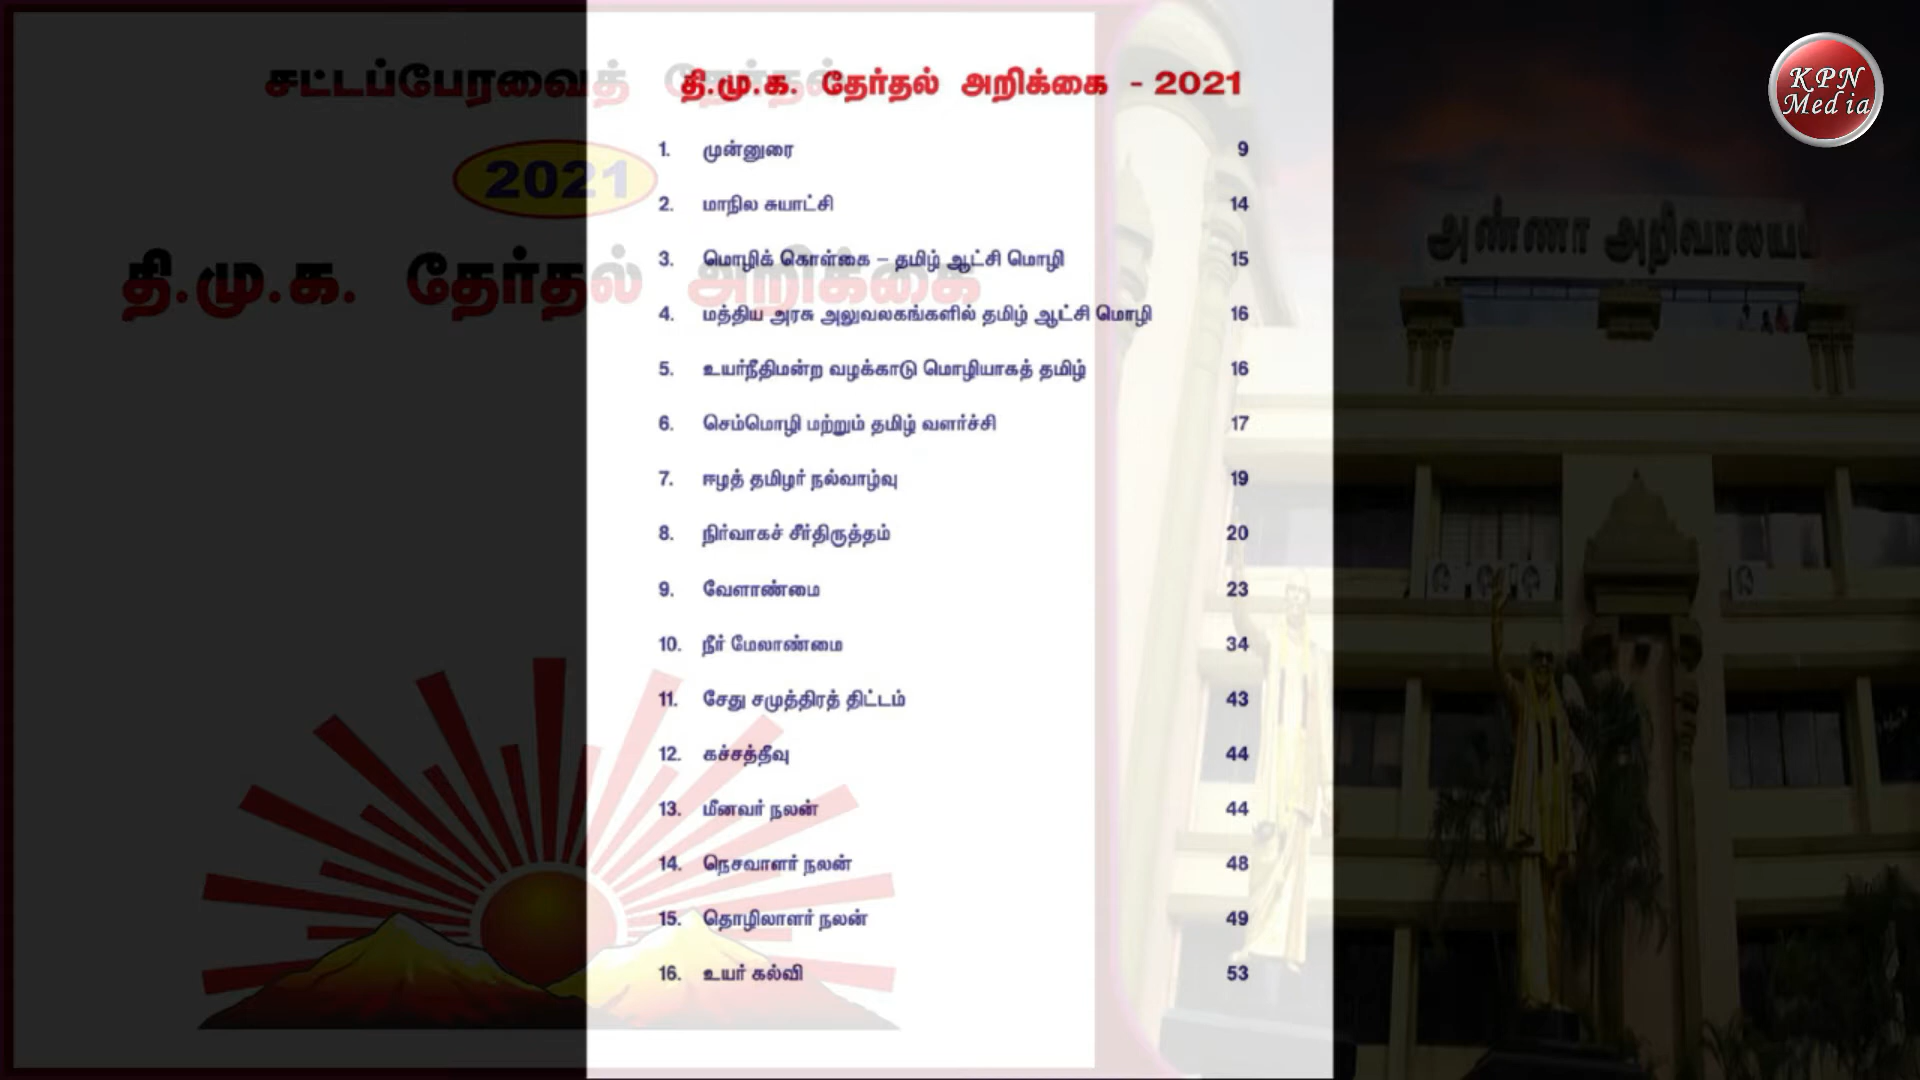 சட்டப்பேரவைத் தேர்தல்
2021
தி.மு.க. தேர்தல் அறிக்கை
தி.மு.க. தேர்தல் அறிக்கை - 2021
1. முன்னுரை 9
2. மாநில சுயாட்சி 14
3. மொழிக் கொள்கை – தமிழ் ஆட்சி மொழி 15
4. மத்திய அரசு அலுவலகங்களில் தமிழ் ஆட்சி மொழி 16
5. உயர்நீதிமன்ற வழக்காடு மொழியாகத் தமிழ் 16
6. செம்மொழி மற்றும் தமிழ் வளர்ச்சி 17
7. ஈழத் தமிழர் நல்வாழ்வு 19
8. நிர்வாகச் சீர்திருத்தம் 20
9. வேளாண்மை 23
10. நீர் மேலாண்மை 34
11. சேது சமுத்திரத் திட்டம் 43
12. கச்சத்தீவு 44
13. மீனவர் நலன் 44
14. நெசவாளர் நலன் 48
15. தொழிலாளர் நலன் 49
16. உயர் கல்வி 53
அண்ணா அறிவாலயம்
KPN
Media